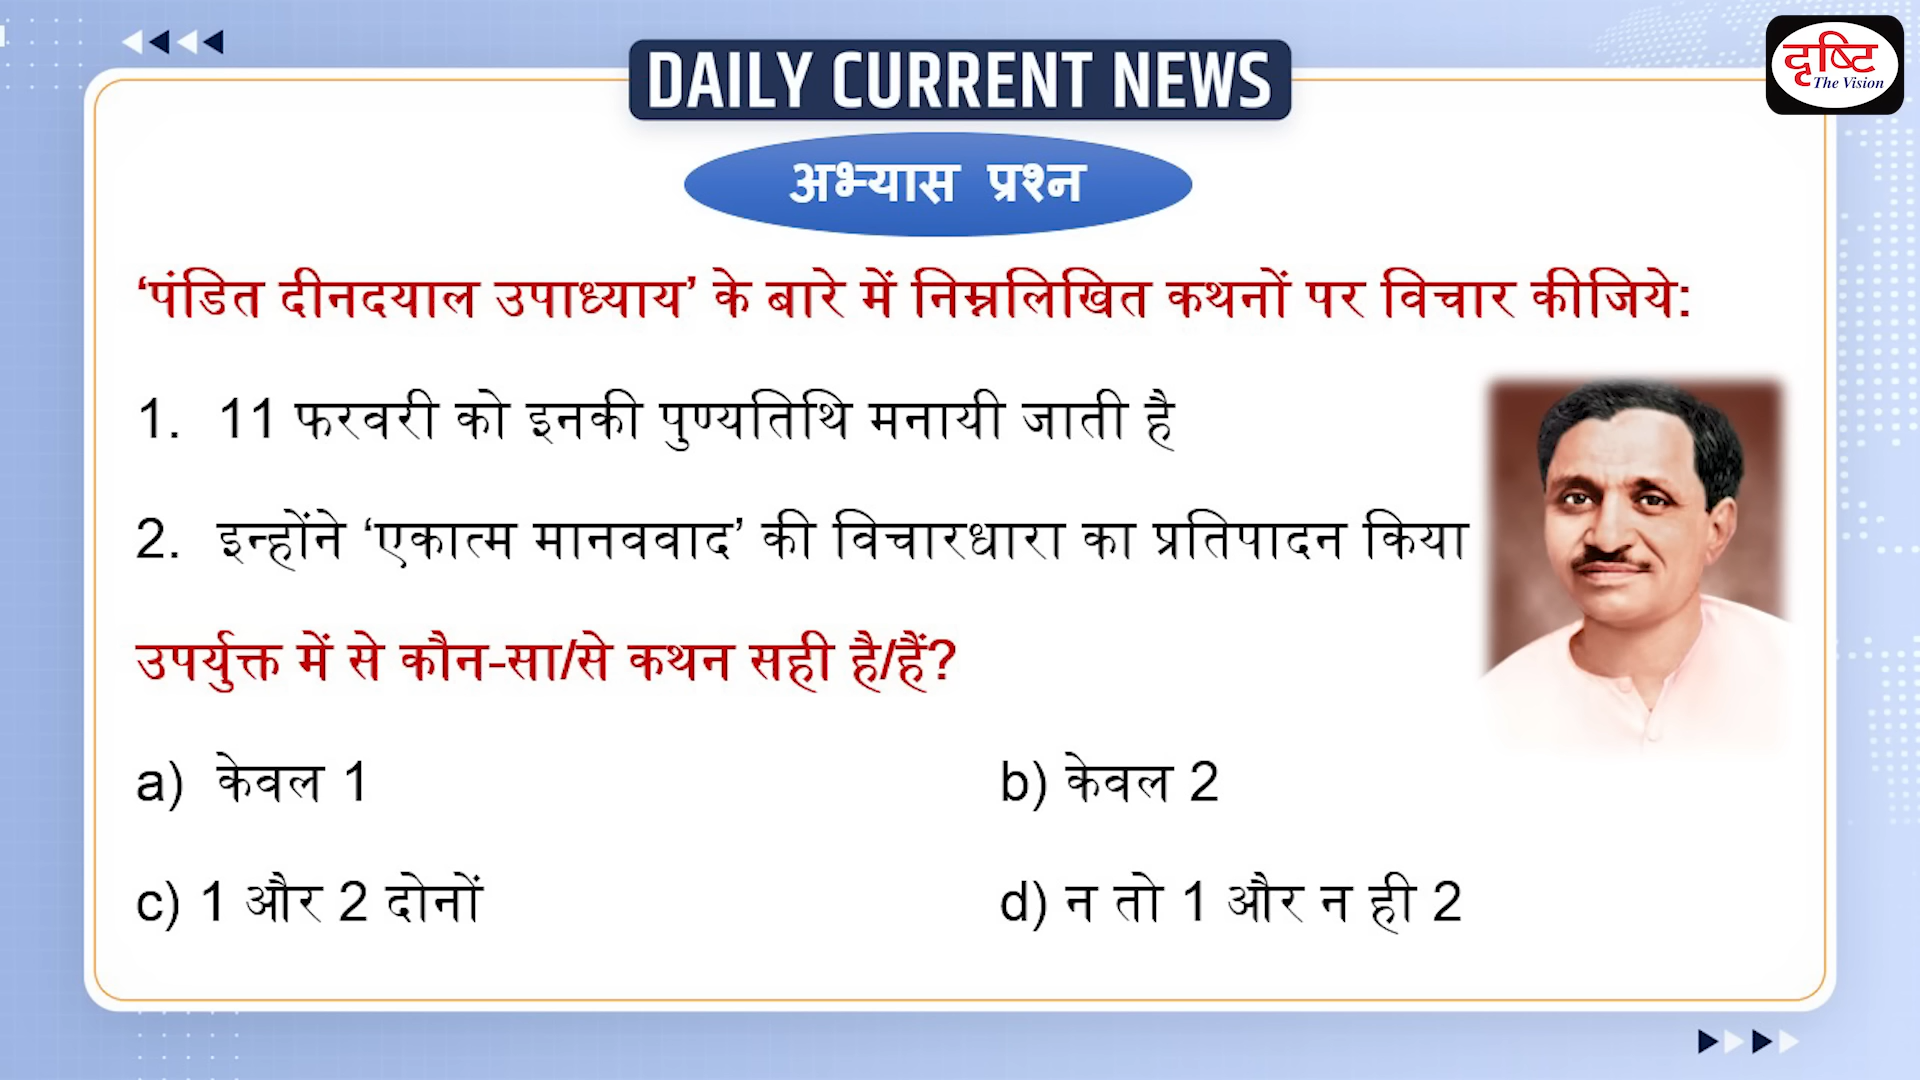 दृष्टि
The Vision
DAILY CURRENT NEWS
अभ्यास प्रश्न
‘पंडित दीनदयाल उपाध्याय’ के बारे में निम्नलिखित कथनों पर विचार कीजिये:
1. 11 फरवरी को इनकी पुण्यतिथि मनायी जाती है
2. इन्होंने ‘एकात्म मानववाद’ की विचारधारा का प्रतिपादन किया
उपर्युक्त में से कौन-सा/से कथन सही है/हैं?
a) केवल 1
b) केवल 2
c) 1 और 2 दोनों
d) न तो 1 और न ही 2